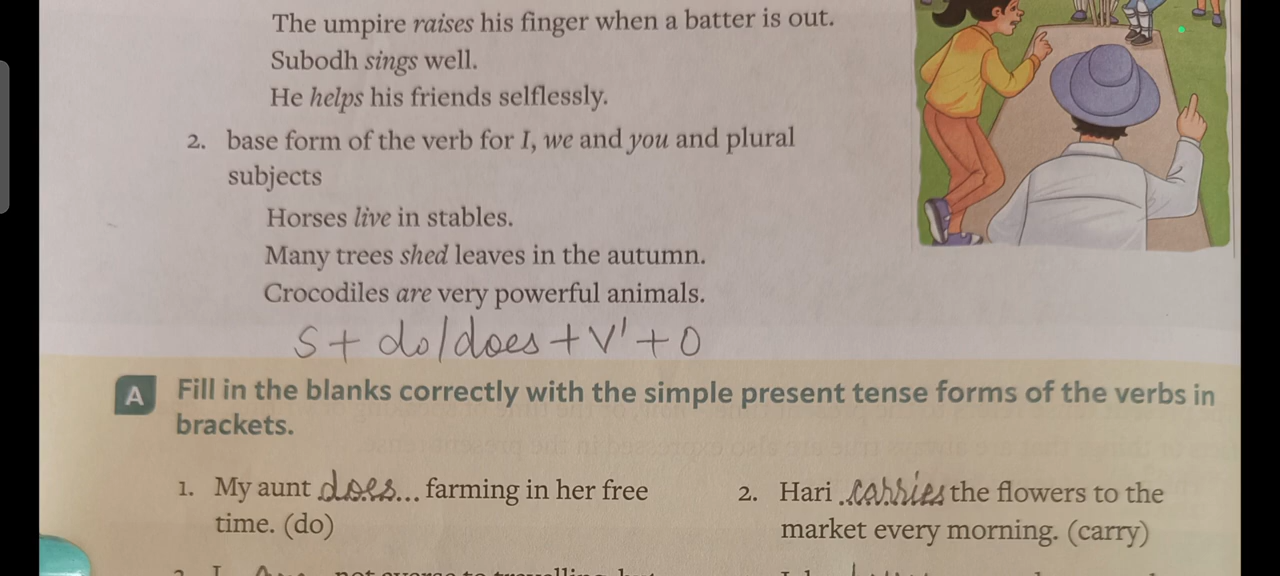 The umpire raises his finger when a batter is out.
Subodh sings well.
He helps his friends selflessly.
2. base form of the verb for I, we and you and plural
subjects
Horses live in stables.
Many trees shed leaves in the autumn.
Crocodiles are very powerful animals.
S + do/does + V' + O
A Fill in the blanks correctly with the simple present tense forms of the verbs in
brackets.
1. My aunt does... farming in her free
time. (do)
2. Hari ..carries the flowers to the
market every morning. (carry)